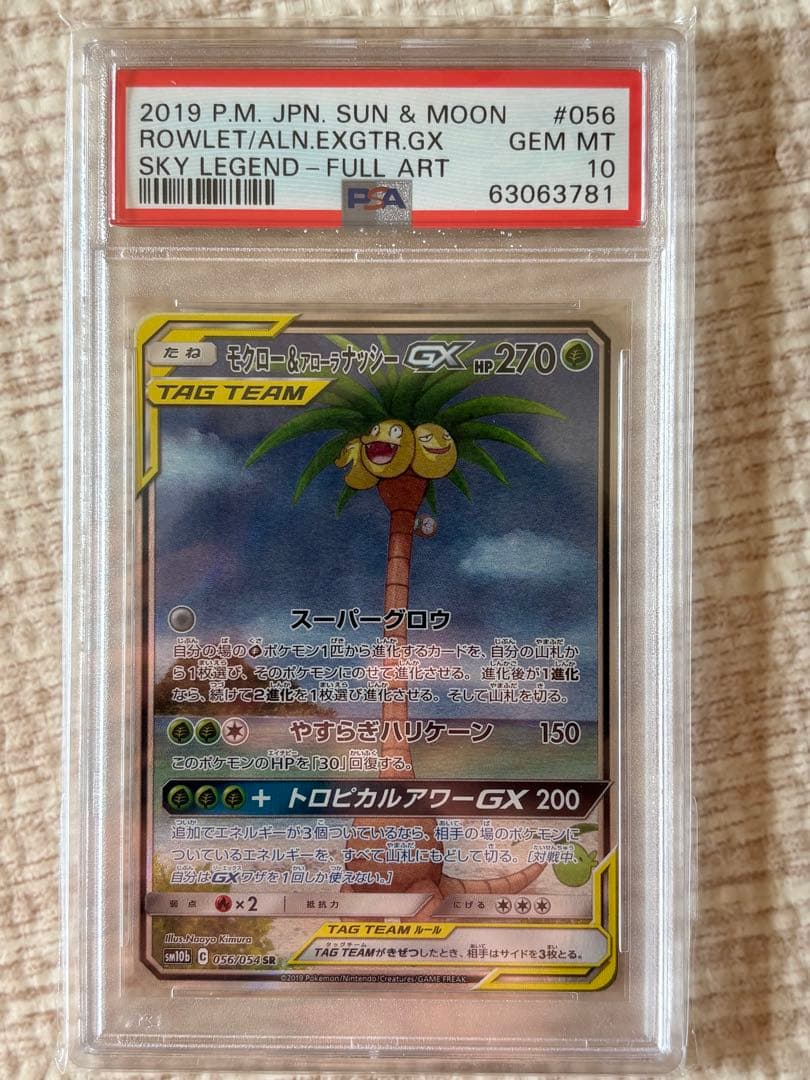 2019 P.M. JPN. SUN & MOON #056
ROWLET/ALN.EXGTR.GX GEM MT
SKY LEGEND-FULL ART 10
PSA 63063781
たね モクロー&アローラナッシーGX HP270
TAG TEAM
スーパーグロウ
自分の場のポケモン1匹から進化するカードを、自分の山札か
ら1枚選び、そのポケモンにのせて進化させる。進化後が1進化
なら、続けて2進化を1枚選び進化させる。そして山札を切る。
やすらぎハリケーン 150
このポケモンのHPを「30」回復する。
+ トロピカルアワーGX 200
追加でエネルギーが3個ついているなら、相手の場のポケモンに
ついているエネルギーを、すべて山札にもどして切る。[対戦中、
自分はGXワザを1回しか使えない。]
弱点 ×2 抵抗力 にげる
Illus.Naoyo Kimura TAG TEAM ルール
TAG TEAMがきぜつしたとき、相手はサイドを3枚とる。
sm10b C 056/054 SR
©2019 Pokémon/Nintendo/Creatures/GAME FREAK